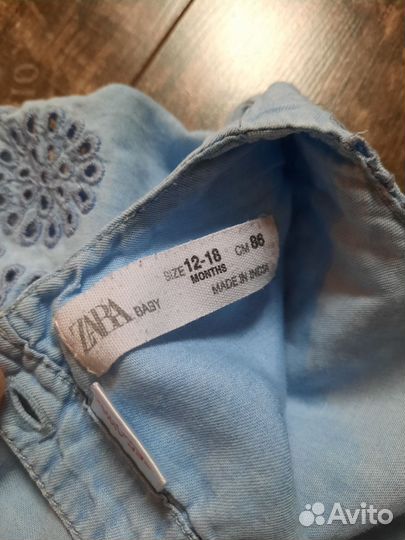 ZARA BABY
SIZE 12-18 CM 86
MONTHS
MADE IN INDIA
Avito